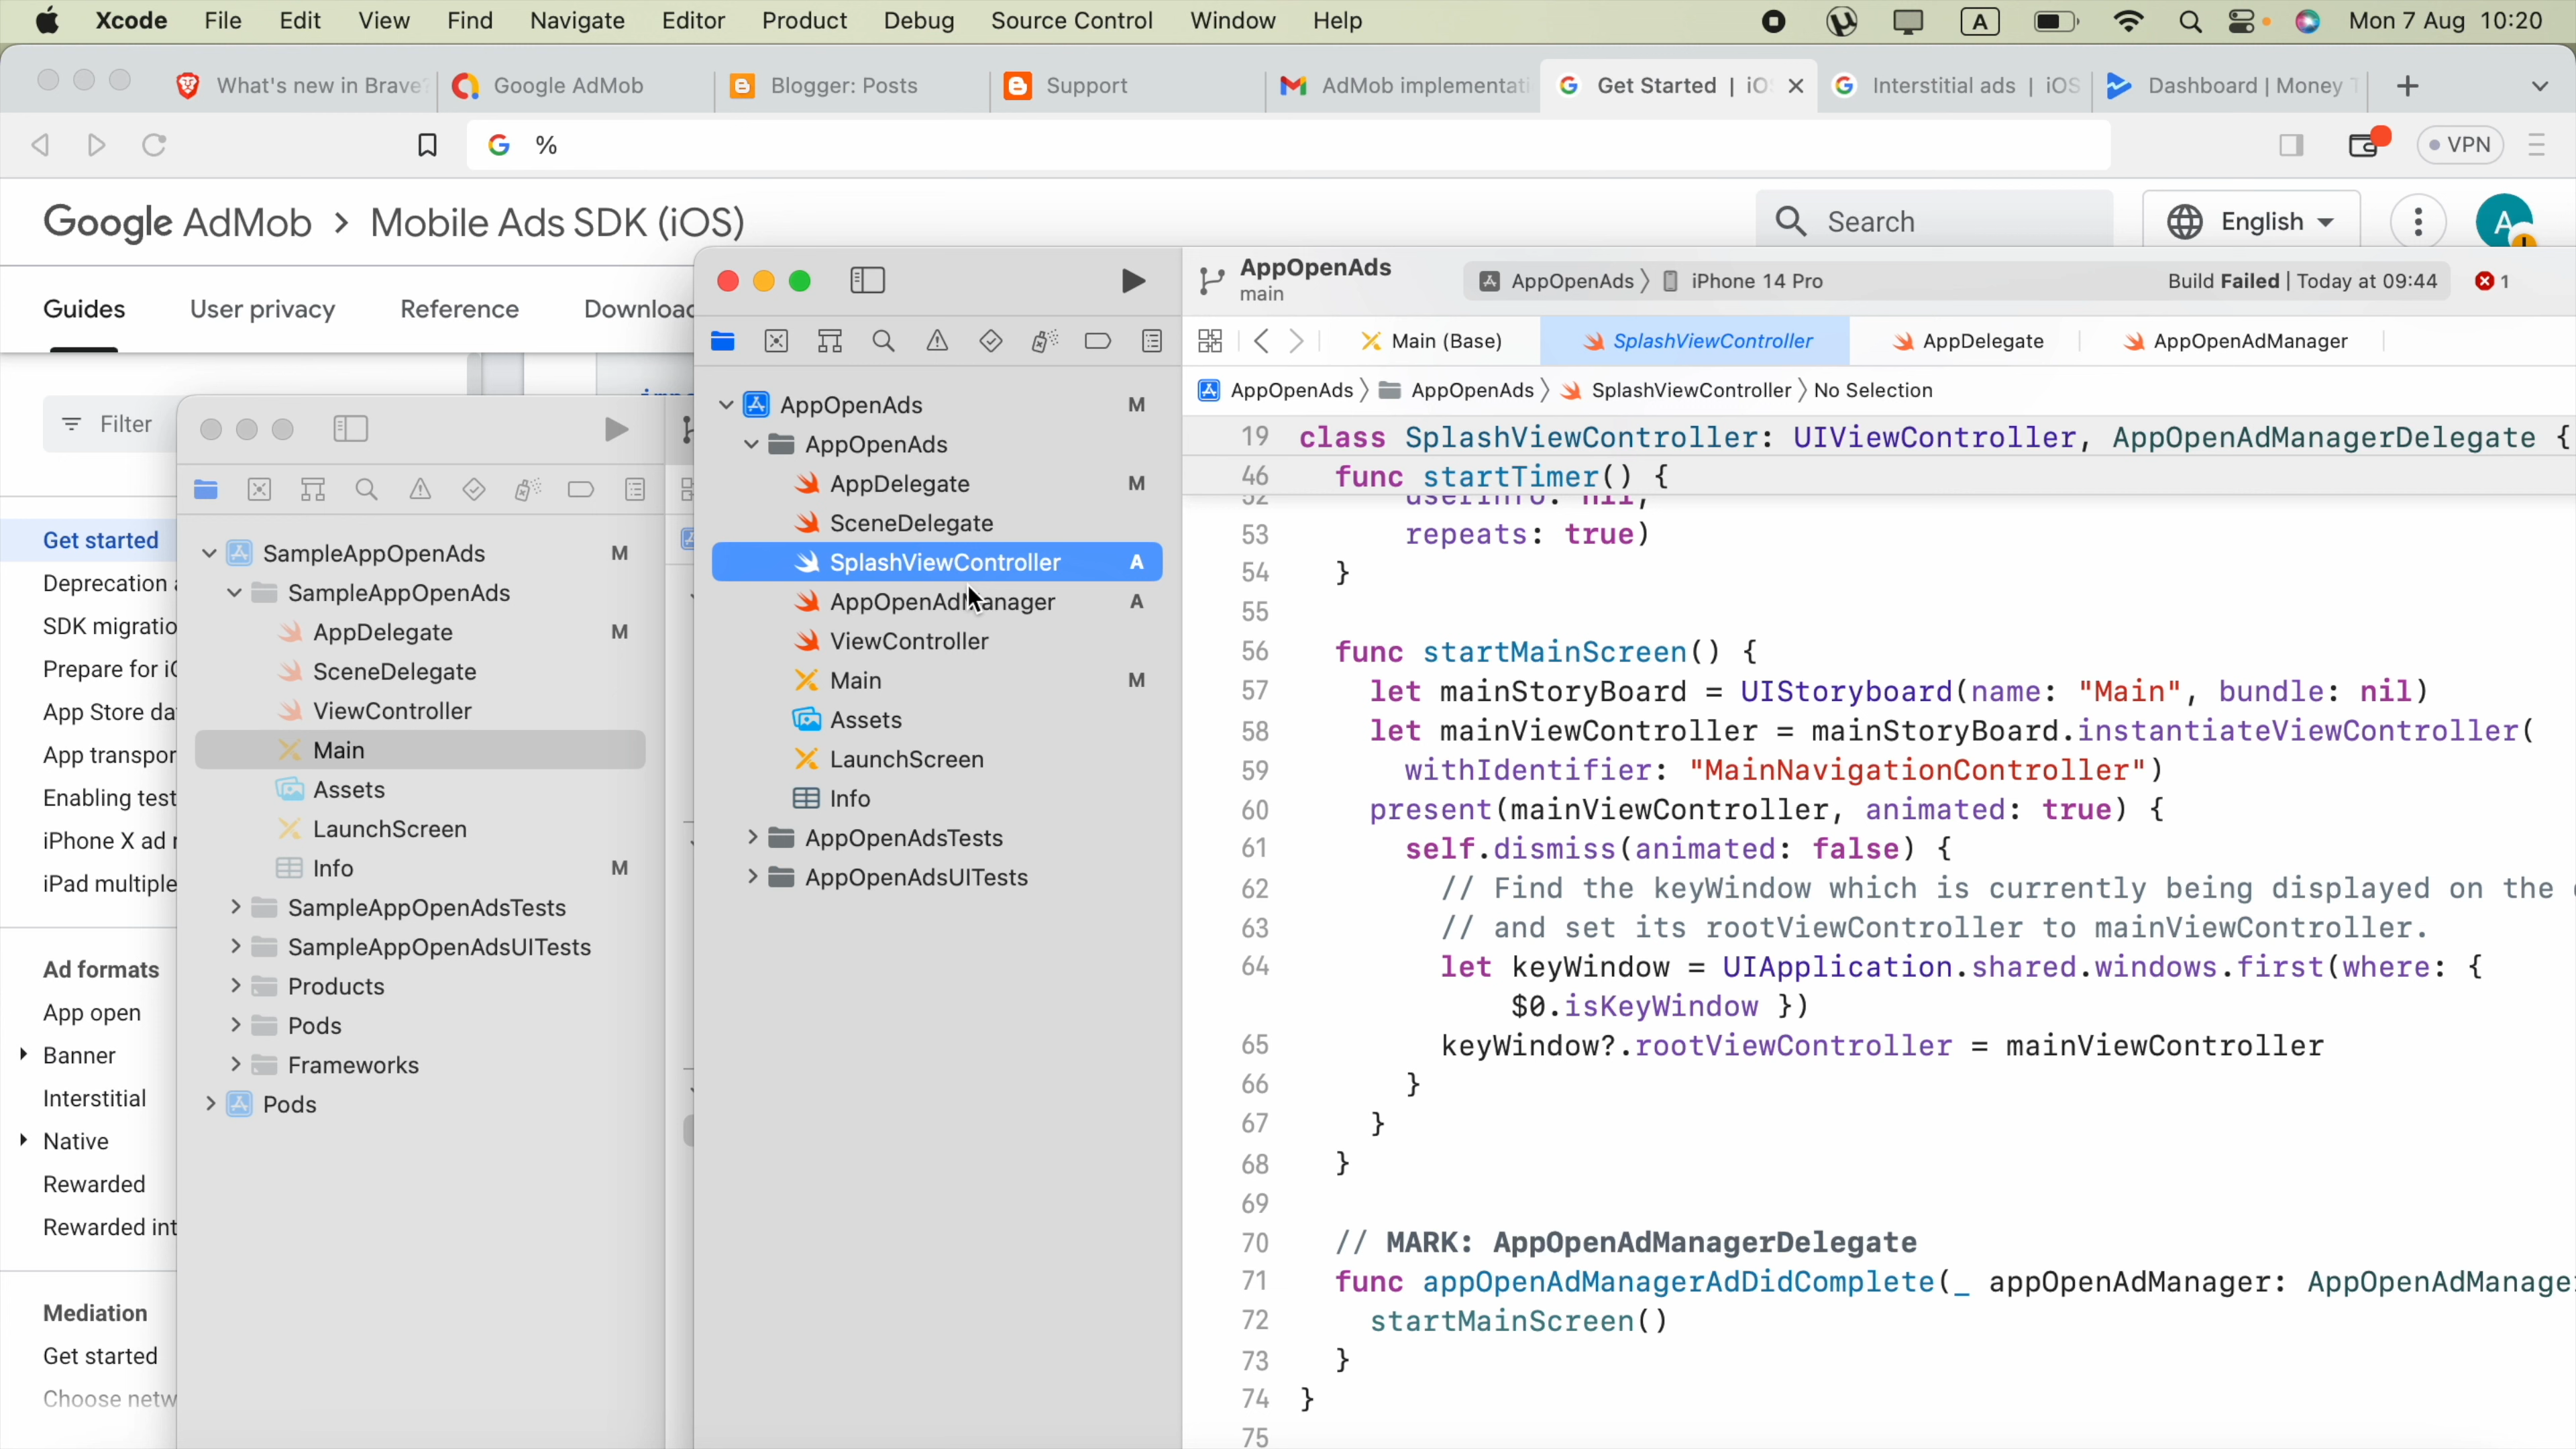 Xcode File Edit View Find Navigate Editor Product Debug Source Control Window Help A Mon 7 Aug 10:20
What's new in Brave Google AdMob Blogger: Posts Support AdMob implementati Get Started | iO Interstitial ads | iOS Dashboard | Money T
% VPN
Google AdMob > Mobile Ads SDK (iOS) Search English A
Guides User privacy Reference Download
Filter
Get started
Deprecation
SDK migratio
Prepare for iO
App Store da
App transpor
Enabling test
iPhone X ad
iPad multiple
Ad formats
App open
Banner
Interstitial
Native
Rewarded
Rewarded int
Mediation
Get started
Choose netw
SampleAppOpenAds M
SampleAppOpenAds
AppDelegate M
SceneDelegate
ViewController
Main
Assets
LaunchScreen
Info M
SampleAppOpenAdsTests
SampleAppOpenAdsUITests
Products
Pods
Frameworks
Pods
AppOpenAds M
AppOpenAds
AppDelegate M
SceneDelegate
SplashViewController A
AppOpenAdManager A
ViewController
Main M
Assets
LaunchScreen
Info
AppOpenAdsTests
AppOpenAdsUITests
AppOpenAds
main
AppOpenAds iPhone 14 Pro Build Failed | Today at 09:44 1
Main (Base) SplashViewController AppDelegate AppOpenAdManager
AppOpenAds AppOpenAds SplashViewController No Selection
19 class SplashViewController: UIViewController, AppOpenAdManagerDelegate {
46 func startTimer() {
52 userInfo: nil,
53 repeats: true)
54 }
55
56 func startMainScreen() {
57 let mainStoryBoard = UIStoryboard(name: "Main", bundle: nil)
58 let mainViewController = mainStoryBoard.instantiateViewController(
59 withIdentifier: "MainNavigationController")
60 present(mainViewController, animated: true) {
61 self.dismiss(animated: false) {
62 // Find the keyWindow which is currently being displayed on the
63 // and set its rootViewController to mainViewController.
64 let keyWindow = UIApplication.shared.windows.first(where: {
$0.isKeyWindow })
65 keyWindow?.rootViewController = mainViewController
66 }
67 }
68 }
69
70 // MARK: AppOpenAdManagerDelegate
71 func appOpenAdManagerAdDidComplete(_ appOpenAdManager: AppOpenAdManage
72 startMainScreen()
73 }
74 }
75